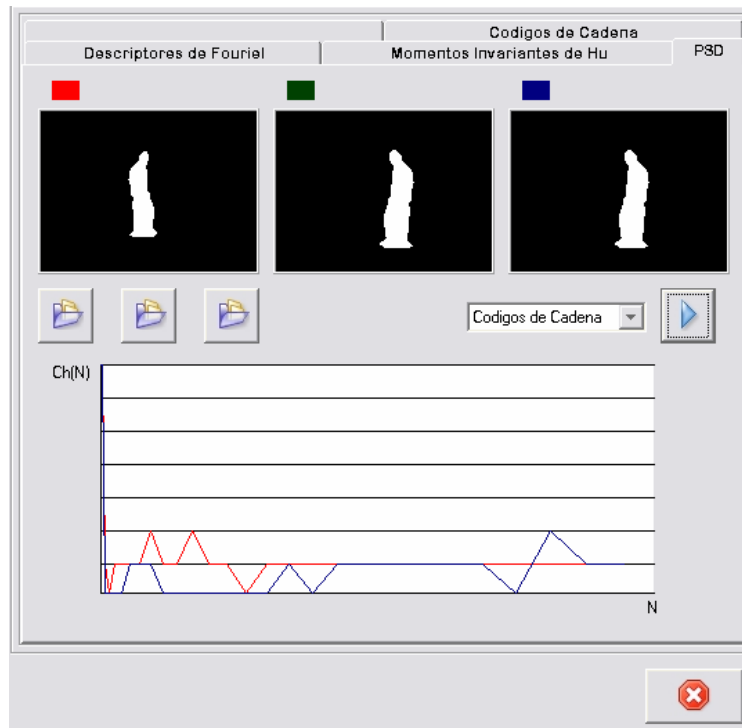 Codigos de Cadena
Descriptores de Fouriel
Momentos Invariantes de Hu
PSD
Codigos de Cadena
Ch(N)
N